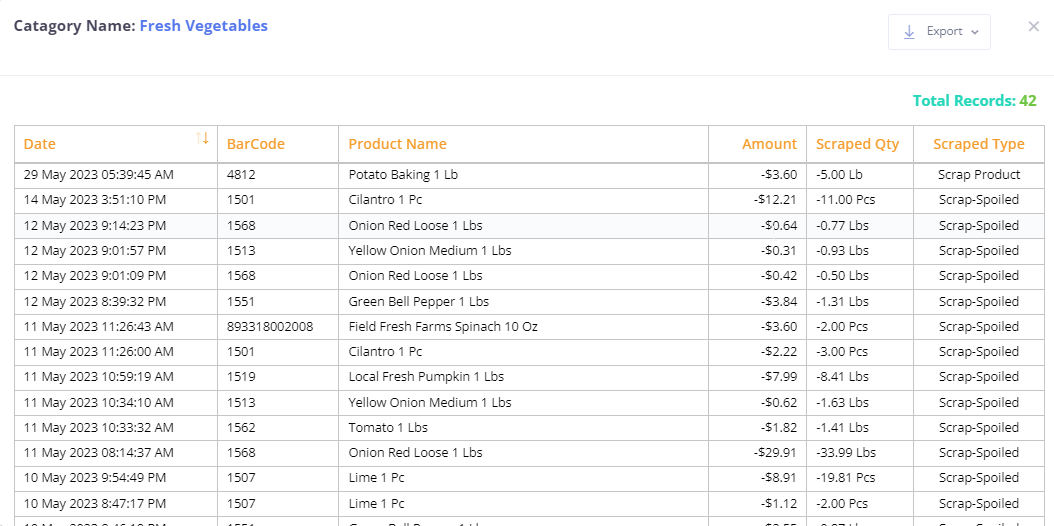 Catagory Name: Fresh Vegetables
Export
Total Records: 42
Date BarCode Product Name Amount Scraped Qty Scraped Type
29 May 2023 05:39:45 AM 4812 Potato Baking 1 Lb -$3.60 -5.00 Lb Scrap Product
14 May 2023 3:51:10 PM 1501 Cilantro 1 Pc -$12.21 -11.00 Pcs Scrap-Spoiled
12 May 2023 9:14:23 PM 1568 Onion Red Loose 1 Lbs -$0.64 -0.77 Lbs Scrap-Spoiled
12 May 2023 9:01:57 PM 1513 Yellow Onion Medium 1 Lbs -$0.31 -0.93 Lbs Scrap-Spoiled
12 May 2023 9:01:09 PM 1568 Onion Red Loose 1 Lbs -$0.42 -0.50 Lbs Scrap-Spoiled
12 May 2023 8:39:32 PM 1551 Green Bell Pepper 1 Lbs -$3.84 -1.31 Lbs Scrap-Spoiled
11 May 2023 11:26:43 AM 893318002008 Field Fresh Farms Spinach 10 Oz -$3.60 -2.00 Pcs Scrap-Spoiled
11 May 2023 11:26:00 AM 1501 Cilantro 1 Pc -$2.22 -3.00 Pcs Scrap-Spoiled
11 May 2023 10:59:19 AM 1519 Local Fresh Pumpkin 1 Lbs -$7.99 -8.41 Lbs Scrap-Spoiled
11 May 2023 10:34:10 AM 1513 Yellow Onion Medium 1 Lbs -$0.62 -1.63 Lbs Scrap-Spoiled
11 May 2023 10:33:32 AM 1562 Tomato 1 Lbs -$1.82 -1.41 Lbs Scrap-Spoiled
11 May 2023 08:14:37 AM 1568 Onion Red Loose 1 Lbs -$29.91 -33.99 Lbs Scrap-Spoiled
10 May 2023 9:54:49 PM 1507 Lime 1 Pc -$8.91 -19.81 Pcs Scrap-Spoiled
10 May 2023 8:47:17 PM 1507 Lime 1 Pc -$1.12 -2.00 Pcs Scrap-Spoiled